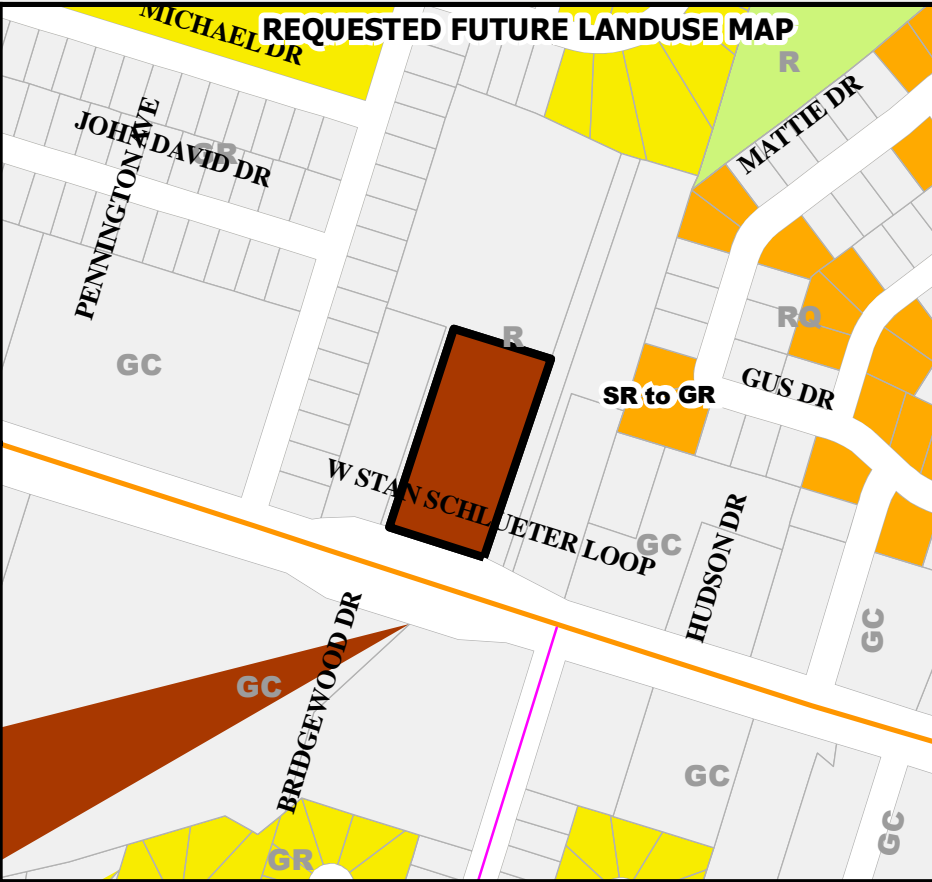 MICHAEL DR
REQUESTED FUTURE LANDUSE MAP
R
MATTIE DR
PENNINGTON AVE
JOHN DAVID DR
GR
GC
R
RQ
SR to GR
GUS DR
W STAN SCHLUETER LOOP
GC
HUDSON DR
GC
BRIDGEWOOD DR
GC
GC
GC
GR